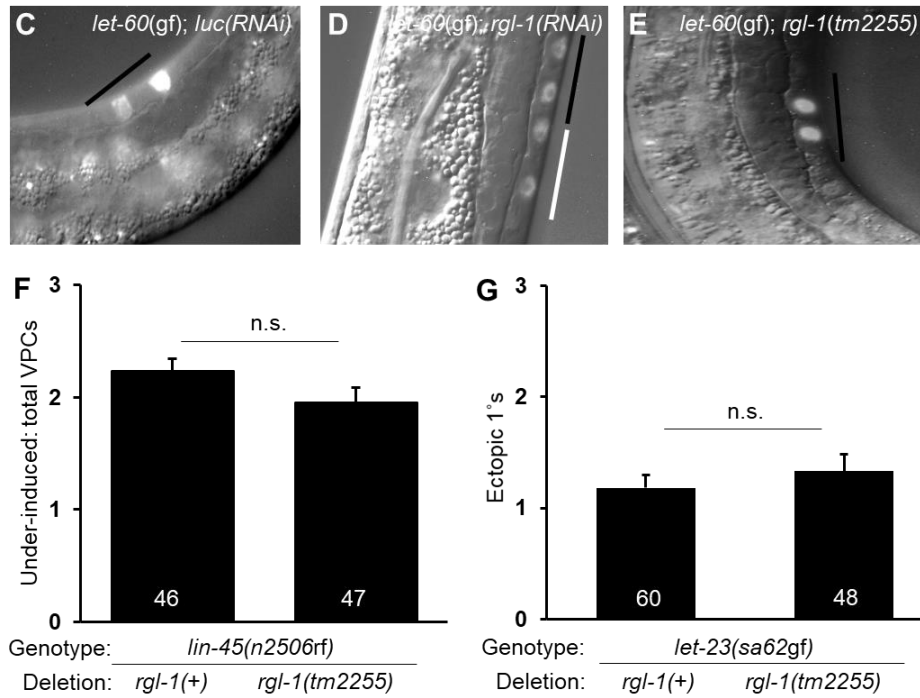 C let-60(gf); luc(RNAi)
D let-60(gf); rgl-1(RNAi)
E let-60(gf); rgl-1(tm2255)
F
Under-induced: total VPCs
3
2
1
0
n.s.
46
47
Genotype: lin-45(n2506rf)
Deletion: rgl-1(+) rgl-1(tm2255)
G
Ectopic 1˚s
3
2
1
0
n.s.
60
48
Genotype: let-23(sa62gf)
Deletion: rgl-1(+) rgl-1(tm2255)